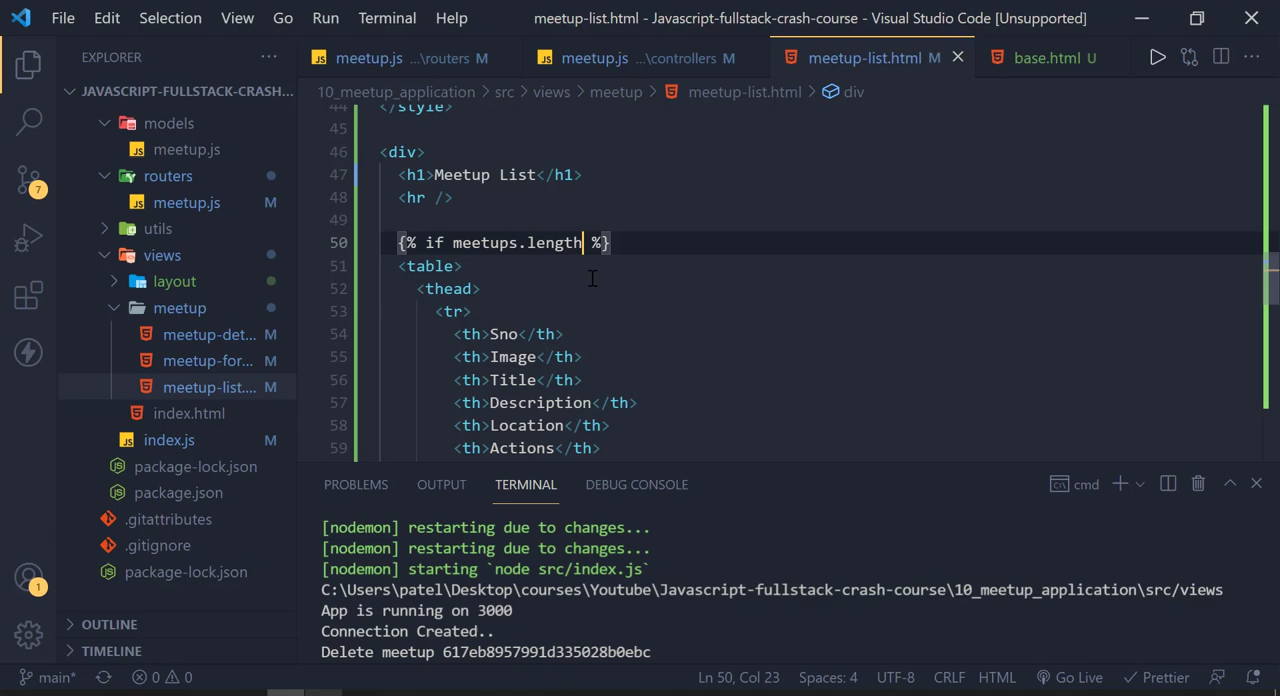 File Edit Selection View Go Run Terminal Help meetup-list.html - Javascript-fullstack-crash-course - Visual Studio Code [Unsupported]
EXPLORER
JAVASCRIPT-FULLSTACK-CRASH...
models
meetup.js
routers
meetup.js M
utils
views
layout
meetup
meetup-det... M
meetup-for... M
meetup-list.... M
index.html
index.js M
package-lock.json
package.json
.gitattributes
.gitignore
package-lock.json
OUTLINE
TIMELINE
7
1
meetup.js ...\routers M
meetup.js ...\controllers M
meetup-list.html M
base.html U
10_meetup_application > src > views > meetup > meetup-list.html > div
44 </style>
45
46 <div>
47 <h1>Meetup List</h1>
48 <hr />
49
50 {% if meetups.length %}
51 <table>
52 <thead>
53 <tr>
54 <th>Sno</th>
55 <th>Image</th>
56 <th>Title</th>
57 <th>Description</th>
58 <th>Location</th>
59 <th>Actions</th>
PROBLEMS OUTPUT TERMINAL DEBUG CONSOLE cmd
[nodemon] restarting due to changes...
[nodemon] restarting due to changes...
[nodemon] starting `node src/index.js`
C:\Users\patel\Desktop\courses\Youtube\Javascript-fullstack-crash-course\10_meetup_application\src/views
App is running on 3000
Connection Created..
Delete meetup 617eb8957991d335028b0ebc
main* 0 0 Ln 50, Col 23 Spaces: 4 UTF-8 CRLF HTML Go Live Prettier